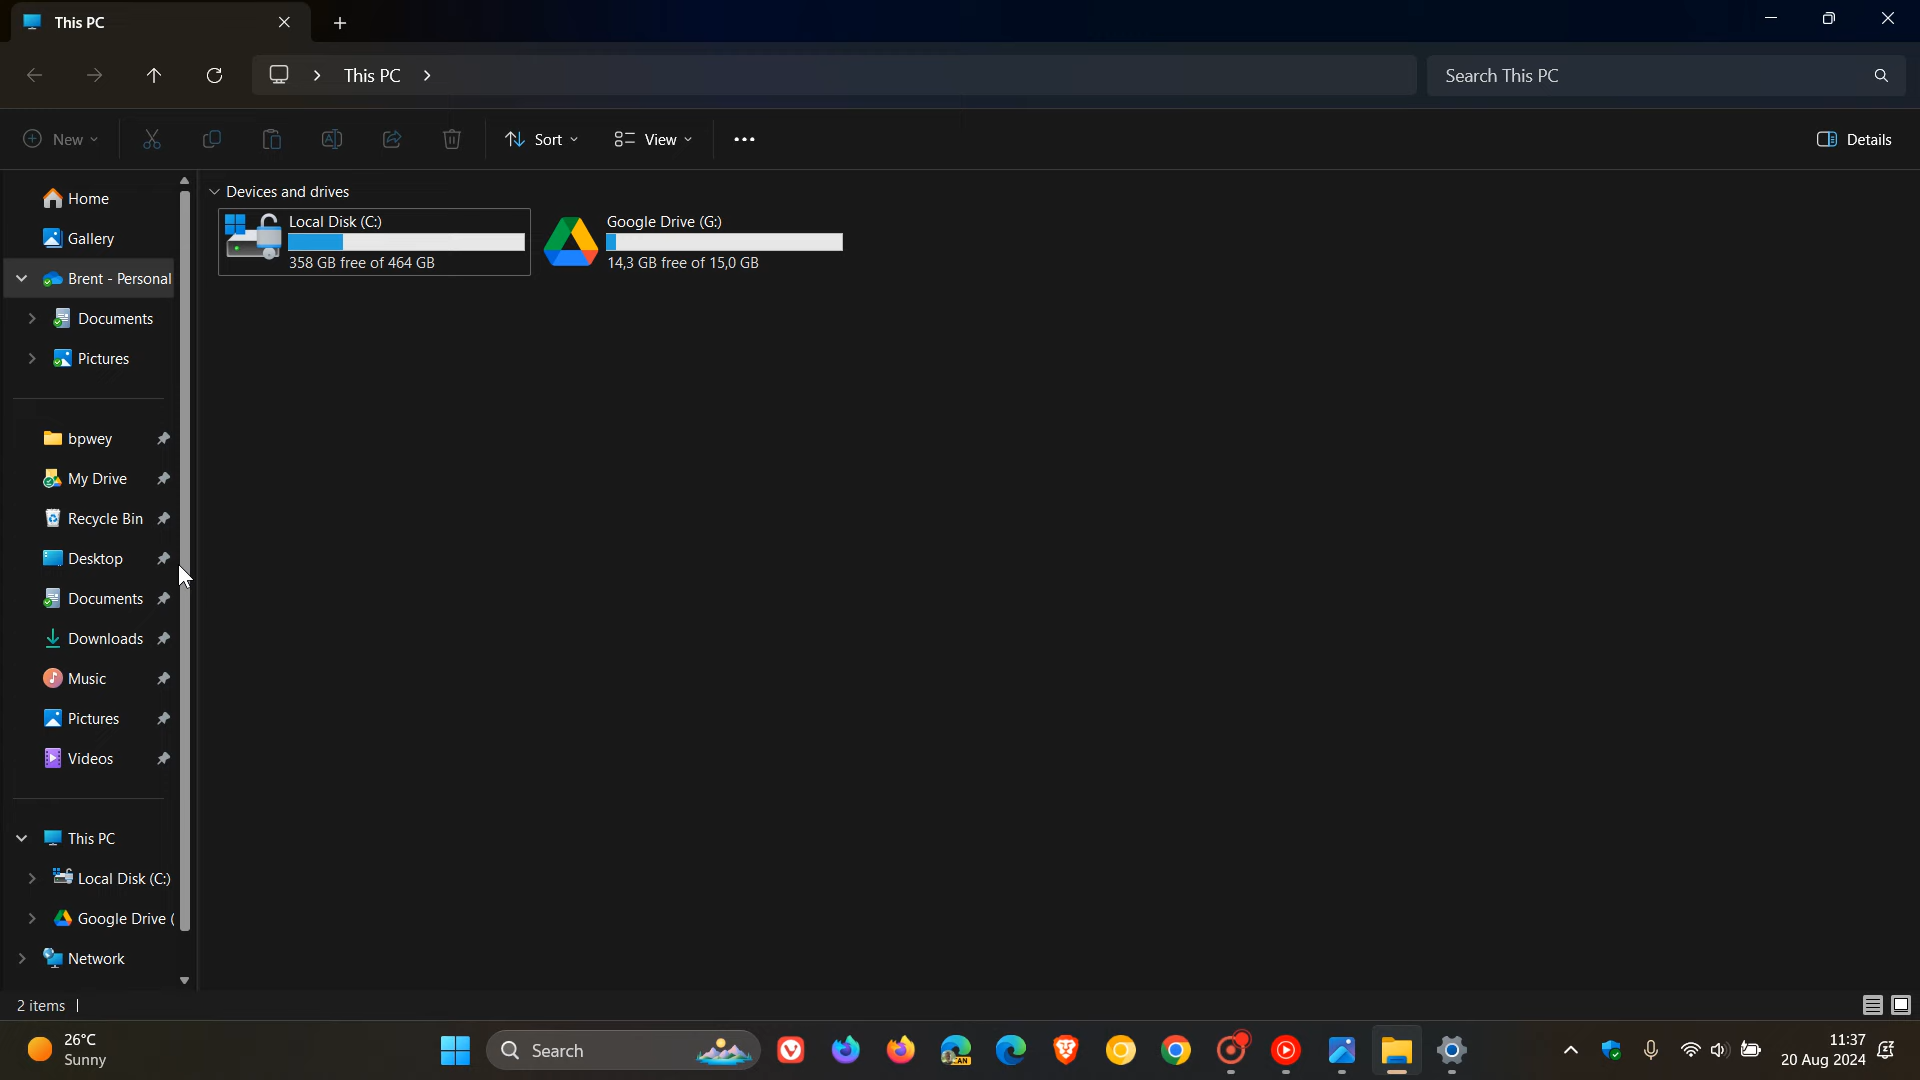 This PC
This PC
Search This PC
New
Sort
View
Details
Home
Gallery
Brent - Personal
Documents
Pictures
bpwey
My Drive
Recycle Bin
Desktop
Documents
Downloads
Music
Pictures
Videos
This PC
Local Disk (C:)
Google Drive (
Network
Devices and drives
Local Disk (C:)
358 GB free of 464 GB
Google Drive (G:)
14,3 GB free of 15,0 GB
2 items
26°C
Sunny
Search
CAN
11:37
20 Aug 2024